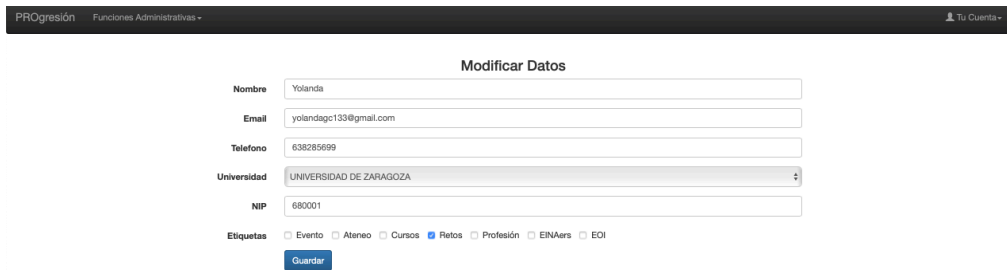 PROgresión Funciones Administrativas Tu Cuenta
Modificar Datos
Nombre Yolanda
Email yolandagc133@gmail.com
Telefono 638285699
Universidad UNIVERSIDAD DE ZARAGOZA
NIP 680001
Etiquetas Evento Ateneo Cursos Retos Profesión EINAers EOI
Guardar